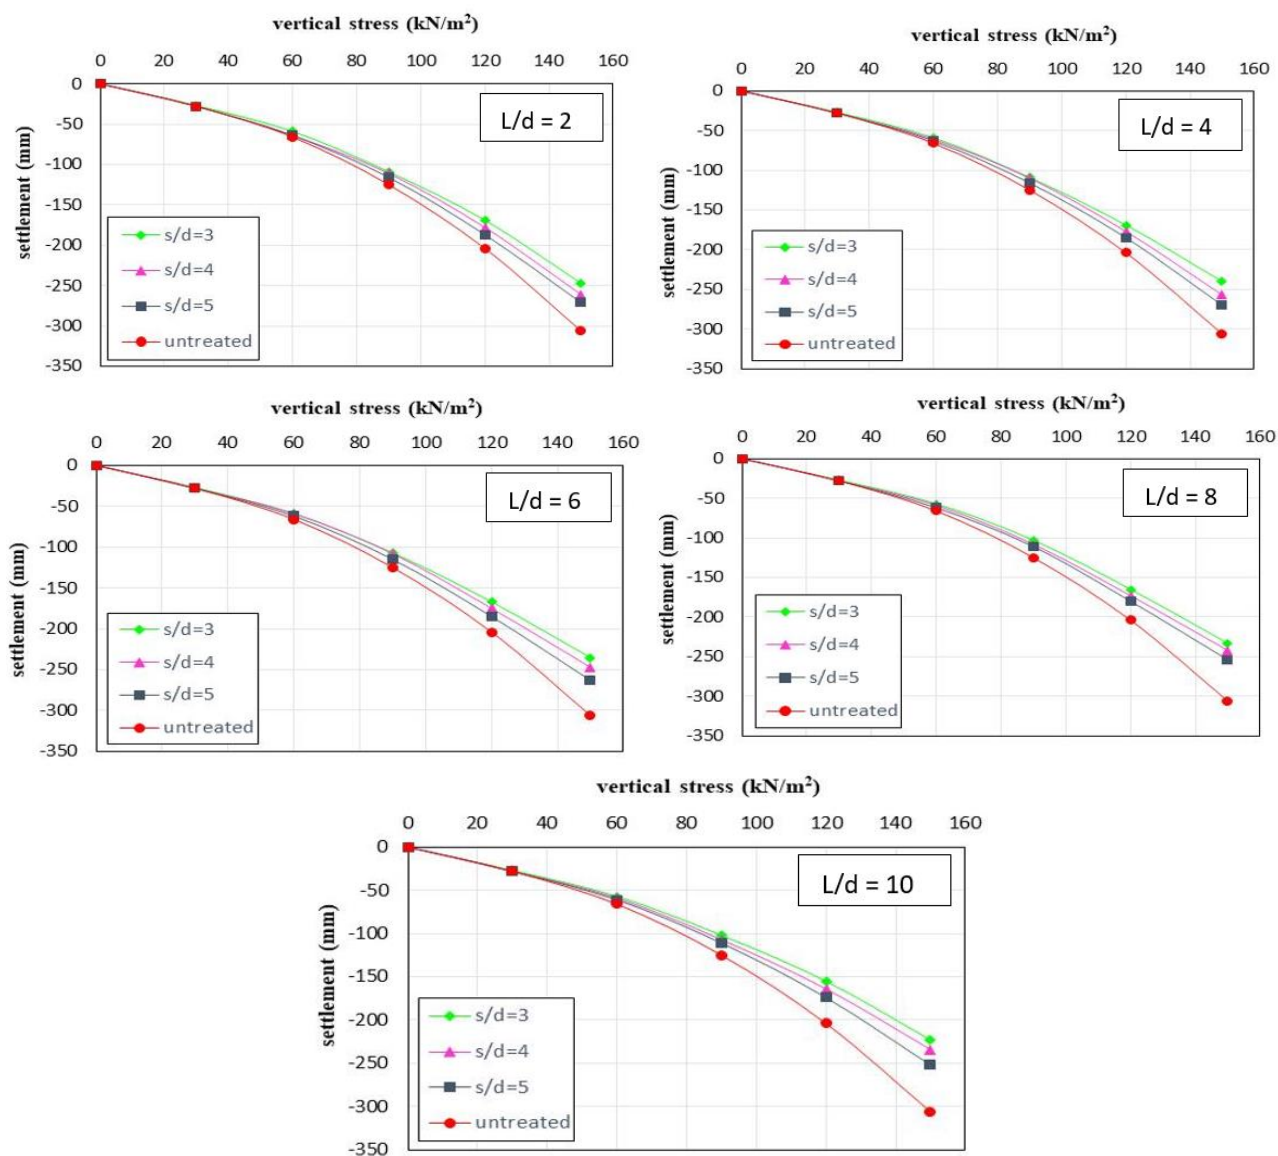 vertical stress (kN/m²)
0 20 40 60 80 100 120 140 160
0
-50
-100
-150
-200
-250
-300
-350
settlement (mm)
L/d = 2
s/d=3
s/d=4
s/d=5
untreated
vertical stress (kN/m²)
0 20 40 60 80 100 120 140 160
0
-50
-100
-150
-200
-250
-300
-350
settlement (mm)
L/d = 4
s/d=3
s/d=4
s/d=5
untreated
vertical stress (kN/m²)
0 20 40 60 80 100 120 140 160
0
-50
-100
-150
-200
-250
-300
-350
settlement (mm)
L/d = 6
s/d=3
s/d=4
s/d=5
untreated
vertical stress (kN/m²)
0 20 40 60 80 100 120 140 160
0
-50
-100
-150
-200
-250
-300
-350
settlement (mm)
L/d = 8
s/d=3
s/d=4
s/d=5
untreated
vertical stress (kN/m²)
0 20 40 60 80 100 120 140 160
0
-50
-100
-150
-200
-250
-300
-350
settlement (mm)
L/d = 10
s/d=3
s/d=4
s/d=5
untreated